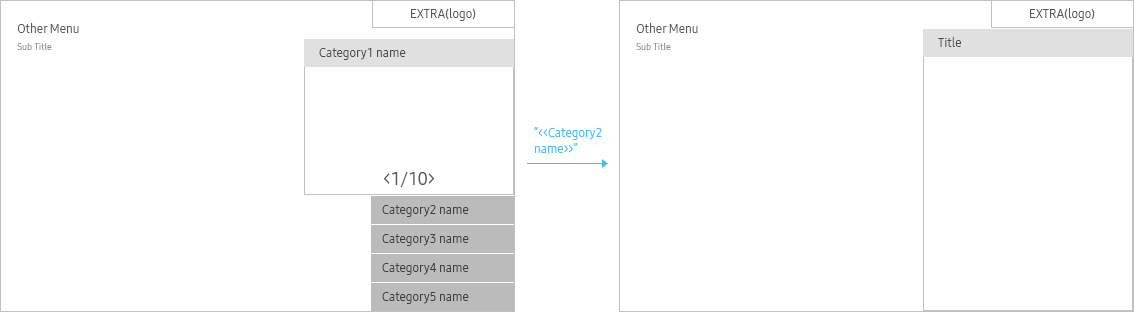 EXTRA(logo)
Other Menu
Sub Title
Category1 name
<1/10>
Category2 name
Category3 name
Category4 name
Category5 name
“<<Category2
name>>”
EXTRA(logo)
Other Menu
Sub Title
Title